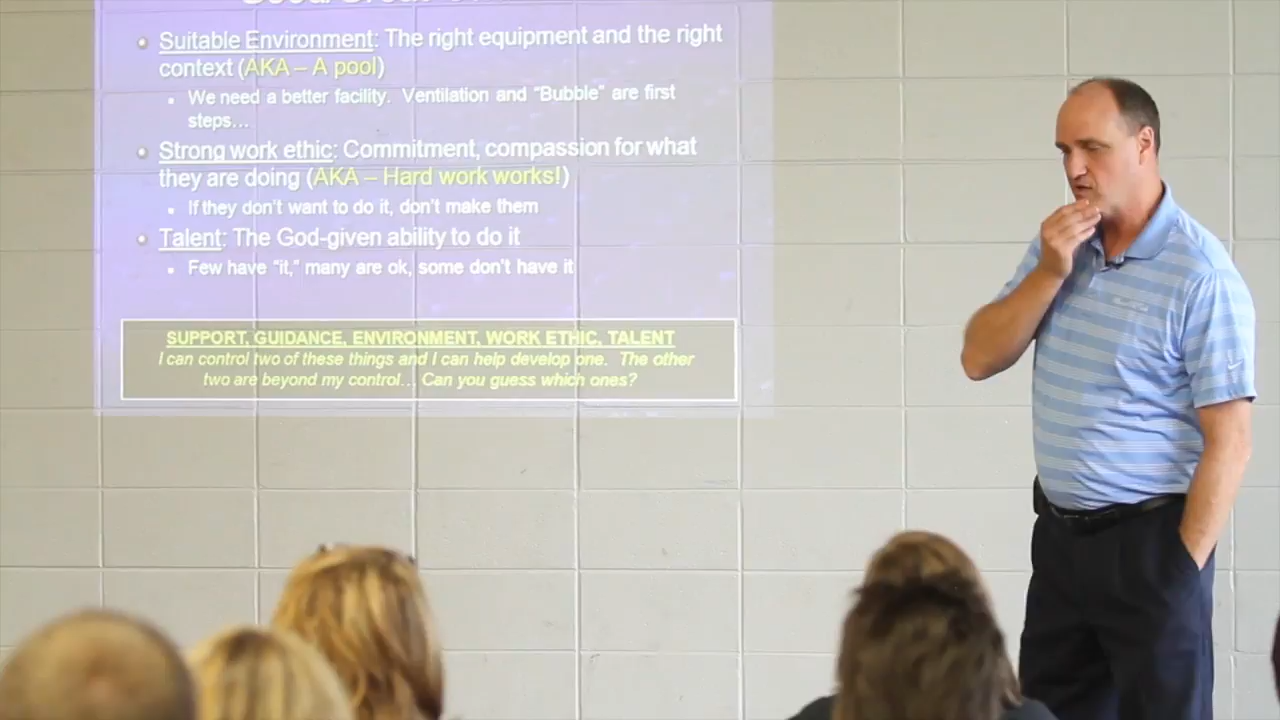 Suitable Environment: The right equipment and the right
context (AKA – A pool)
We need a better facility. Ventilation and “Bubble” are first
steps…
Strong work ethic: Commitment, compassion for what
they are doing (AKA – Hard work works!)
If they don’t want to do it, don’t make them
Talent: The God-given ability to do it
Few have “it,” many are ok, some don’t have it
SUPPORT, GUIDANCE, ENVIRONMENT, WORK ETHIC, TALENT
I can control two of these things and I can help develop one. The other
two are beyond my control… Can you guess which ones?